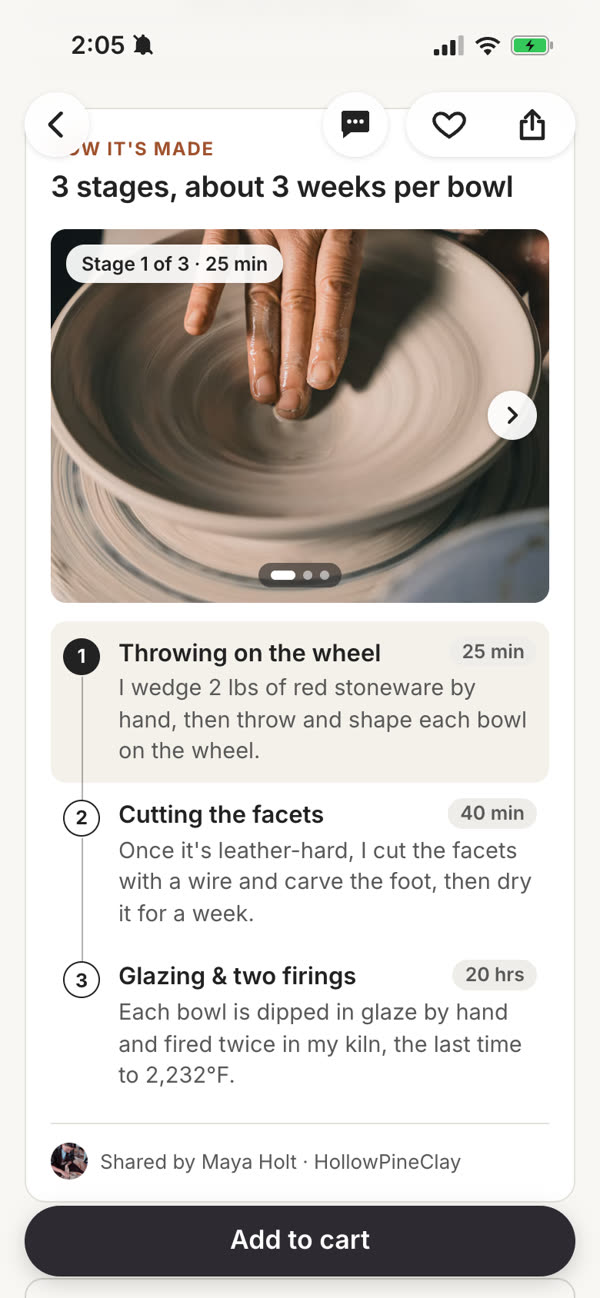 2:05
OW IT'S MADE
3 stages, about 3 weeks per bowl
Stage 1 of 3 · 25 min
1 Throwing on the wheel 25 min
I wedge 2 lbs of red stoneware by
hand, then throw and shape each bowl
on the wheel.
2 Cutting the facets 40 min
Once it's leather-hard, I cut the facets
with a wire and carve the foot, then dry
it for a week.
3 Glazing & two firings 20 hrs
Each bowl is dipped in glaze by hand
and fired twice in my kiln, the last time
to 2,232°F.
Shared by Maya Holt · HollowPineClay
Add to cart